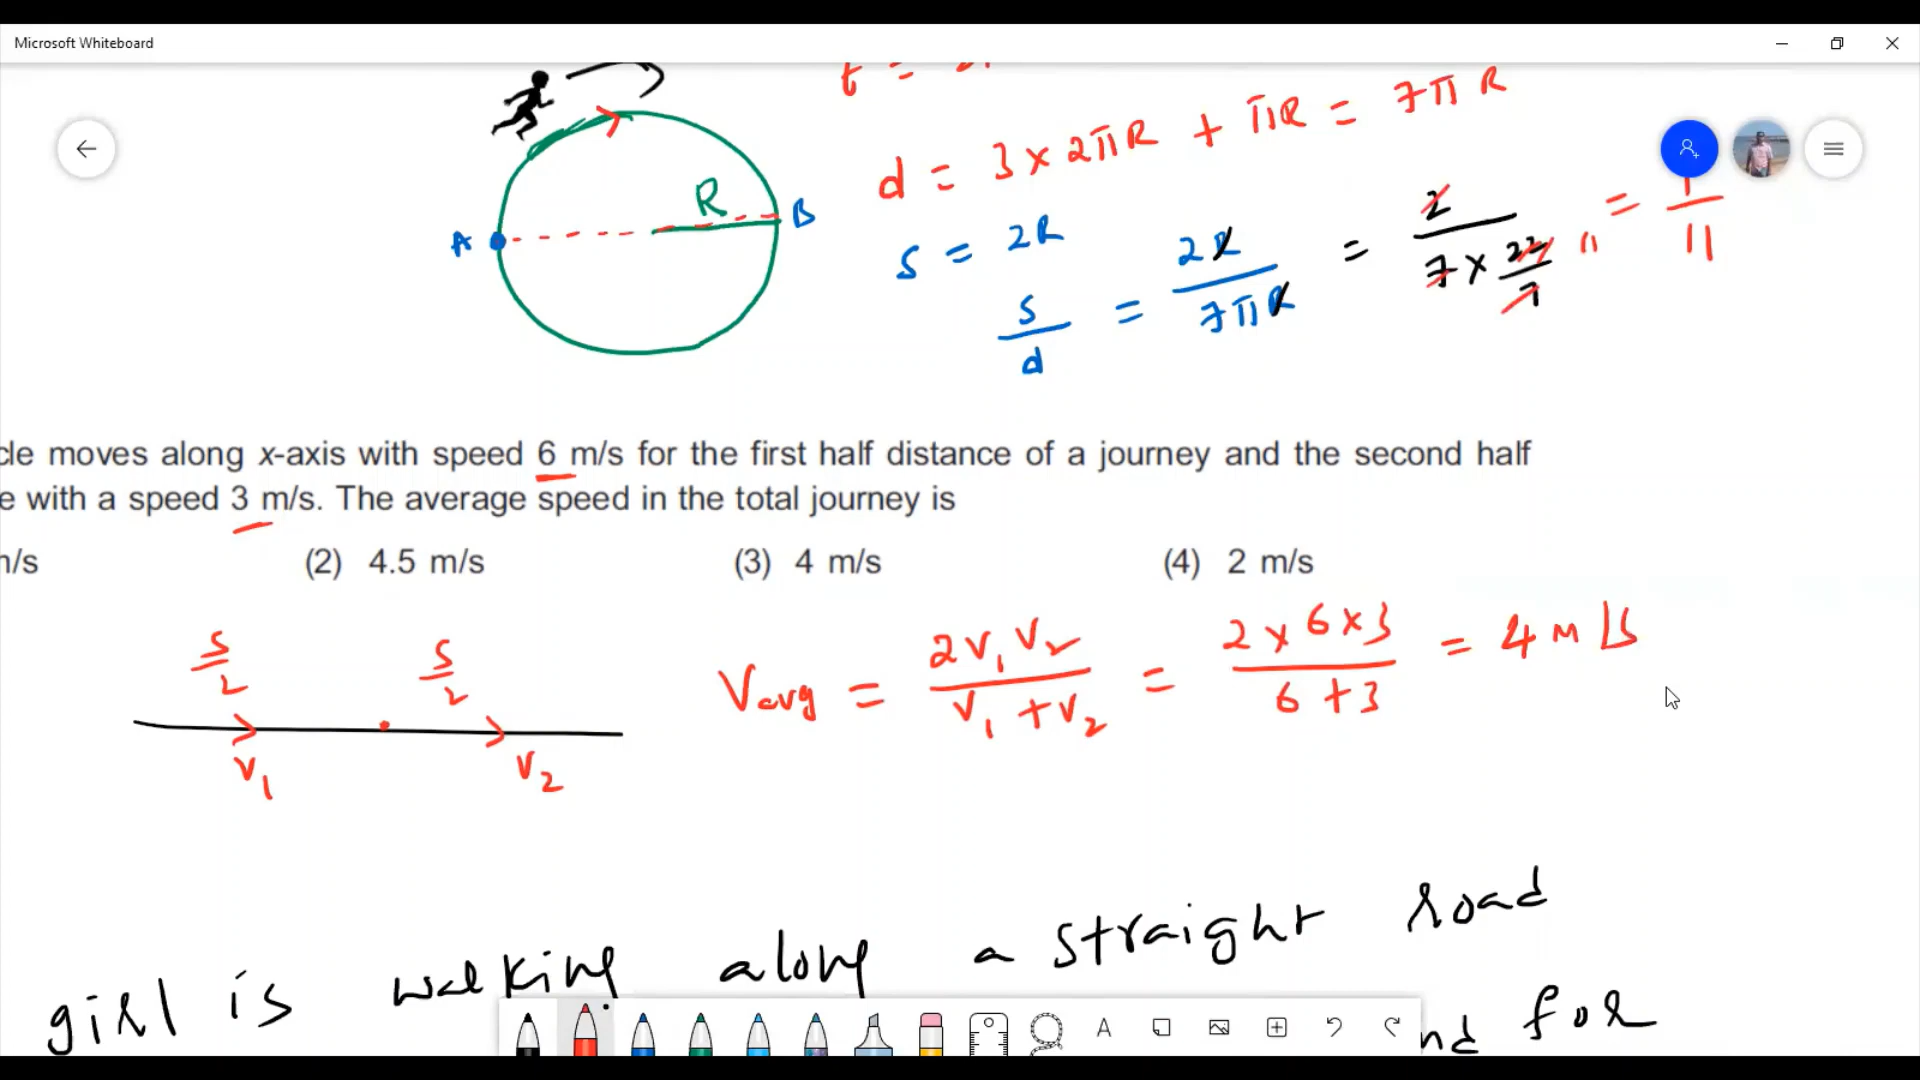 Microsoft Whiteboard
d = 3 × 2πR + πR = 7πR
R
A
B
s = 2R
s/d = 2R/7πR = 2/(7 × 22/7) 11 = 1/11
cle moves along x-axis with speed 6 m/s for the first half distance of a journey and the second half
e with a speed 3 m/s. The average speed in the total journey is
m/s (2) 4.5 m/s (3) 4 m/s (4) 2 m/s
s/2 s/2
V1 V2
Vavg = 2V1V2/(V1+V2) = 2×6×3/(6+3) = 4 m/s
girl is walking along a straight road
nd for
A